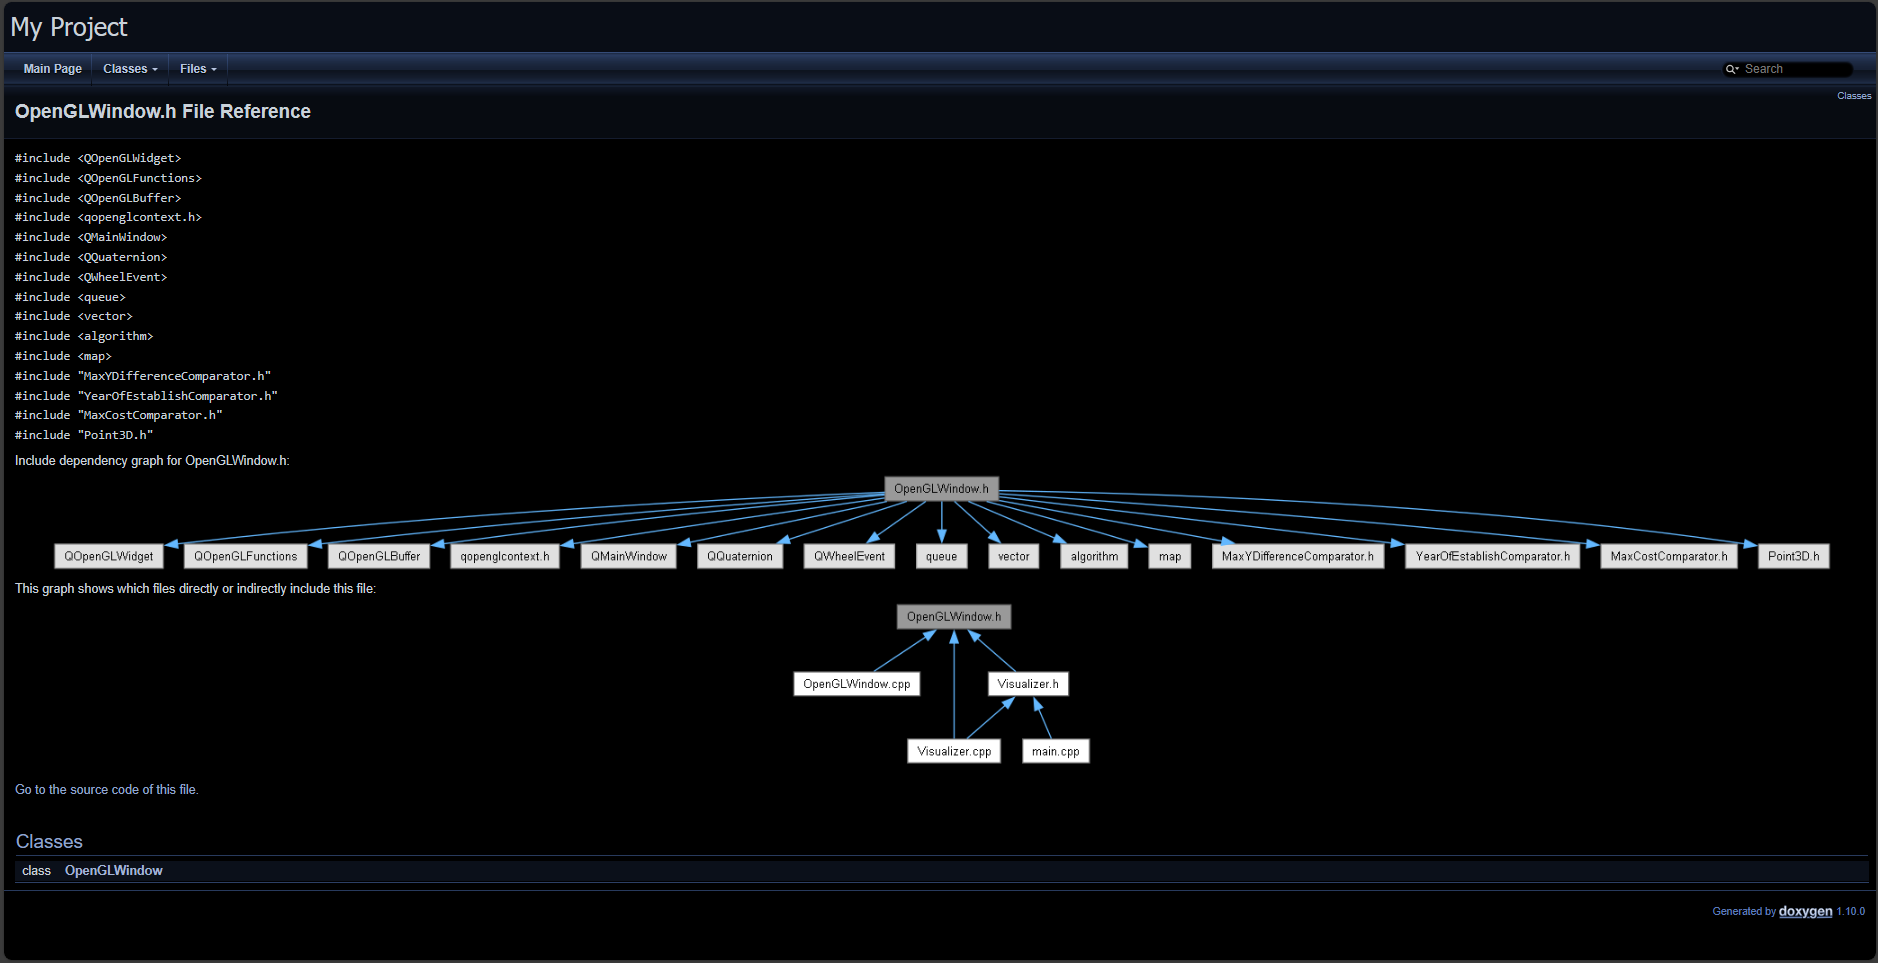 My Project
Main Page Classes Files Search
Classes
OpenGLWindow.h File Reference
#include <QOpenGLWidget>
#include <QOpenGLFunctions>
#include <QOpenGLBuffer>
#include <qopenglcontext.h>
#include <QMainWindow>
#include <QQuaternion>
#include <QWheelEvent>
#include <queue>
#include <vector>
#include <algorithm>
#include <map>
#include "MaxYDifferenceComparator.h"
#include "YearOfEstablishComparator.h"
#include "MaxCostComparator.h"
#include "Point3D.h"
Include dependency graph for OpenGLWindow.h:
OpenGLWindow.h
QOpenGLWidget QOpenGLFunctions QOpenGLBuffer qopenglcontext.h QMainWindow QQuaternion QWheelEvent queue vector algorithm map MaxYDifferenceComparator.h YearOfEstablishComparator.h MaxCostComparator.h Point3D.h
This graph shows which files directly or indirectly include this file:
OpenGLWindow.h
OpenGLWindow.cpp Visualizer.h
Visualizer.cpp main.cpp
Go to the source code of this file.
Classes
class OpenGLWindow
Generated by doxygen 1.10.0